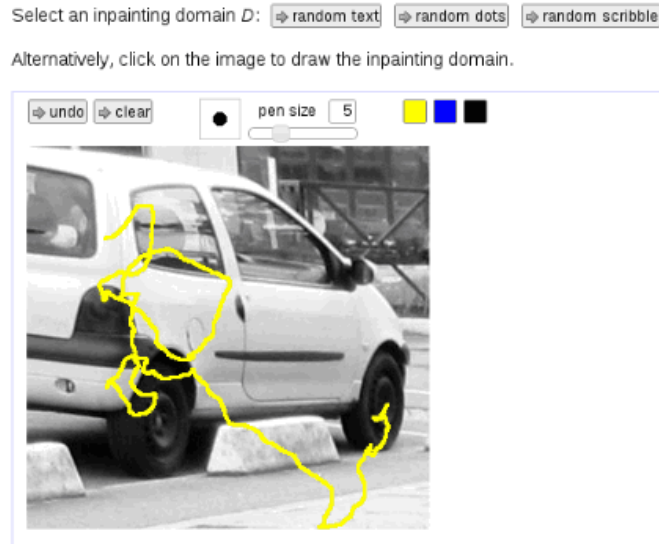 Select an inpainting domain D: ⇨ random text ⇨ random dots ⇨ random scribble
Alternatively, click on the image to draw the inpainting domain.
⇨ undo ⇨ clear pen size 5